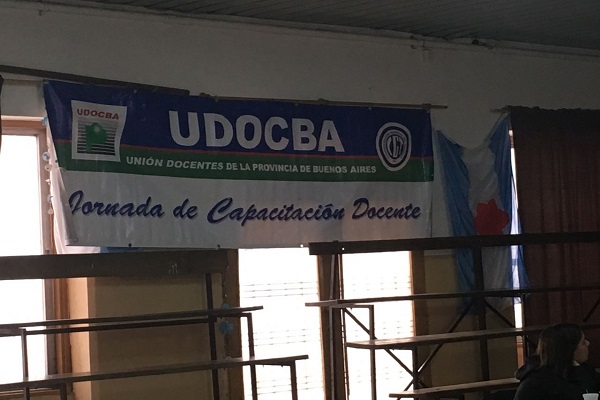 UDOCBA
UDOCBA
UNIÓN DOCENTES DE LA PROVINCIA DE BUENOS AIRES
Jornada de Capacitación Docente